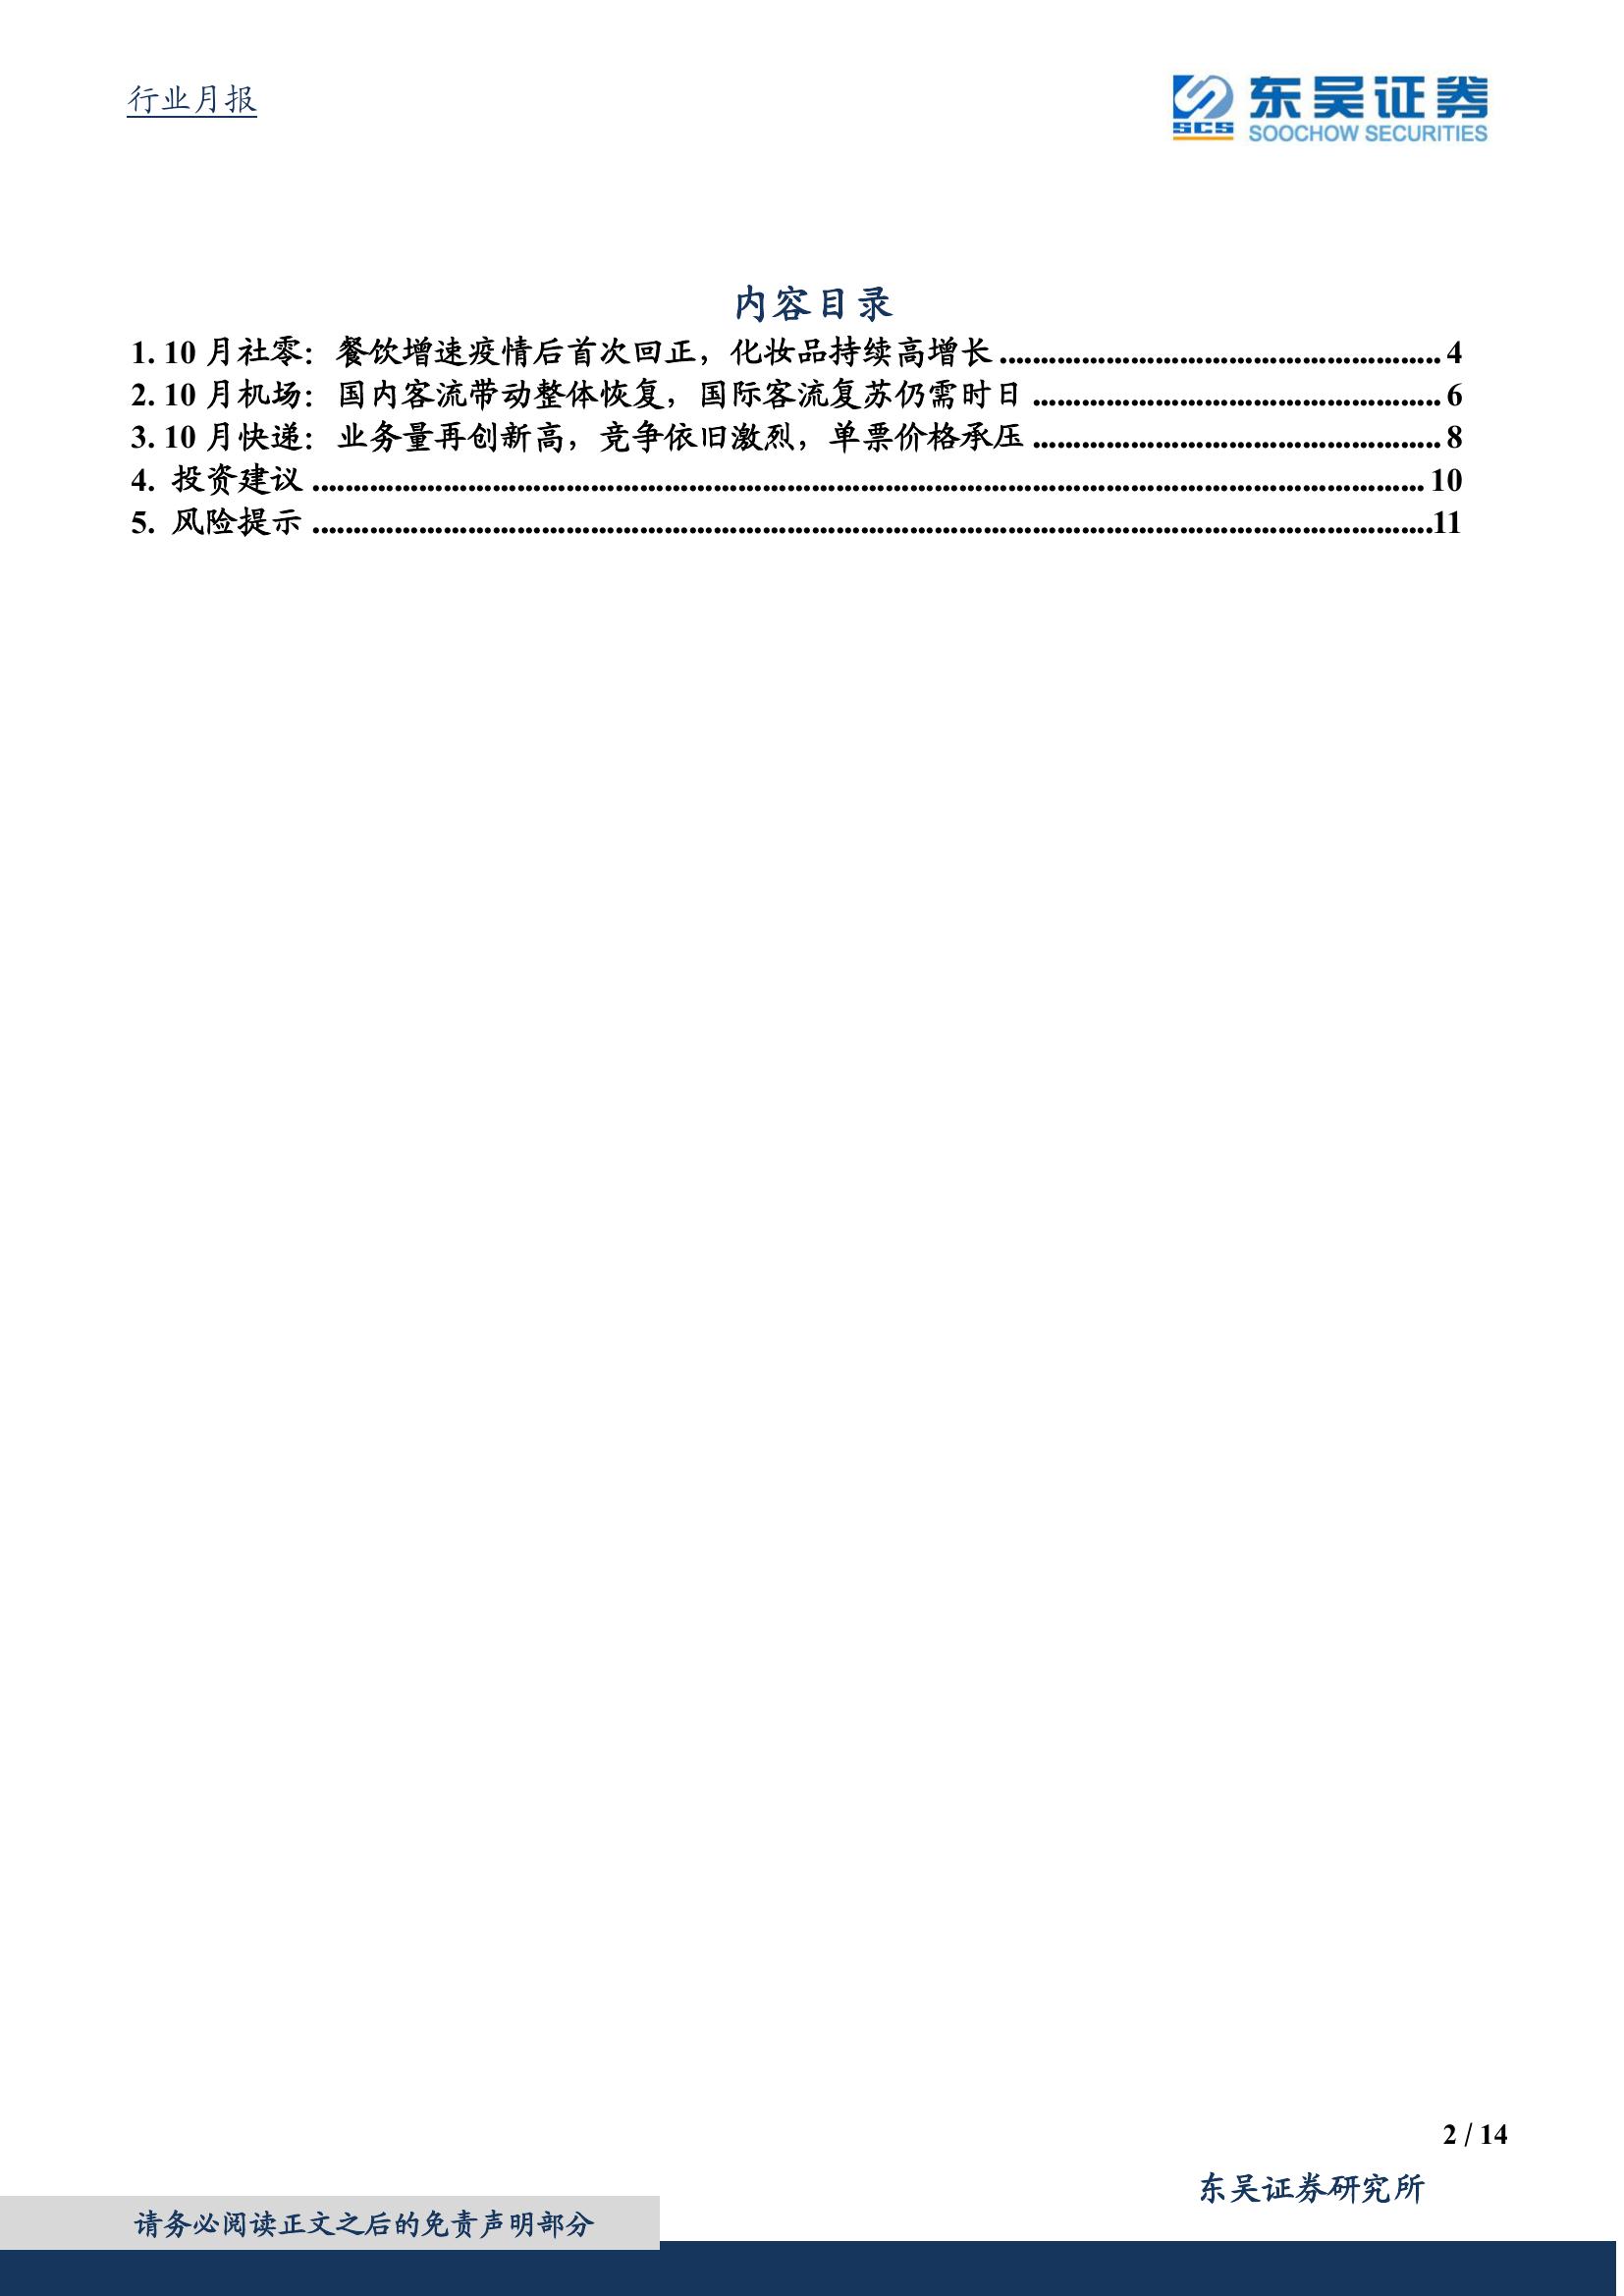 行业月报
东吴证券
SCS
SOOCHOW SECURITIES
内容目录
1. 10 月社零：餐饮增速疫情后首次回正，化妆品持续高增长 ........................................ 4
2. 10 月机场：国内客流带动整体恢复，国际客流复苏仍需时日 ........................................ 6
3. 10 月快递：业务量再创新高，竞争依旧激烈，单票价格承压 ........................................ 8
4. 投资建议 ........................................ 10
5. 风险提示 ........................................11
2 / 14
东吴证券研究所
请务必阅读正文之后的免责声明部分